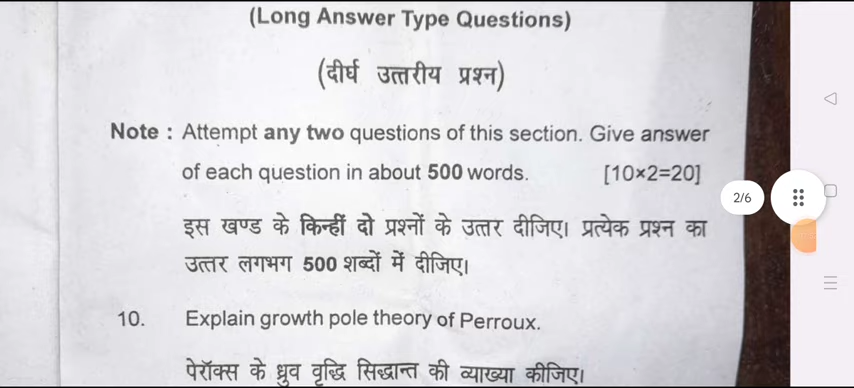 (Long Answer Type Questions)
(दीर्घ उत्तरीय प्रश्न)
Note : Attempt any two questions of this section. Give answer
of each question in about 500 words. [10×2=20]
2/6
इस खण्ड के किन्हीं दो प्रश्नों के उत्तर दीजिए। प्रत्येक प्रश्न का
उत्तर लगभग 500 शब्दों में दीजिए।
10. Explain growth pole theory of Perroux.
पेरॉक्स के ध्रुव वृद्धि सिद्धान्त की व्याख्या कीजिए।